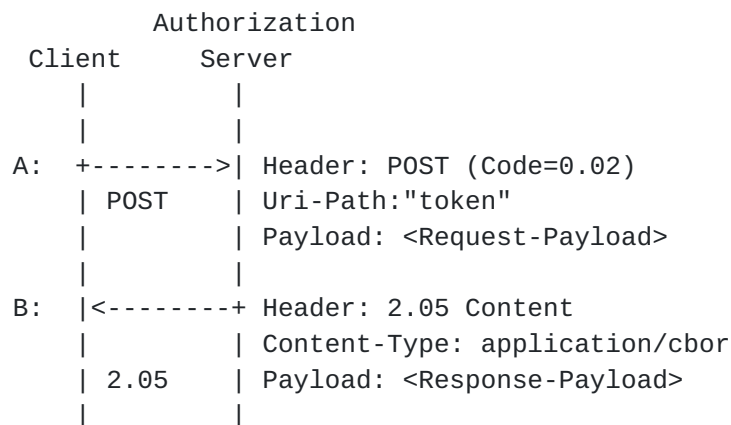 Authorization
Client Server
| |
| |
A: +-------->| Header: POST (Code=0.02)
| POST | Uri-Path:"token"
| | Payload: <Request-Payload>
| |
B: |<--------+ Header: 2.05 Content
| | Content-Type: application/cbor
| 2.05 | Payload: <Response-Payload>
| |